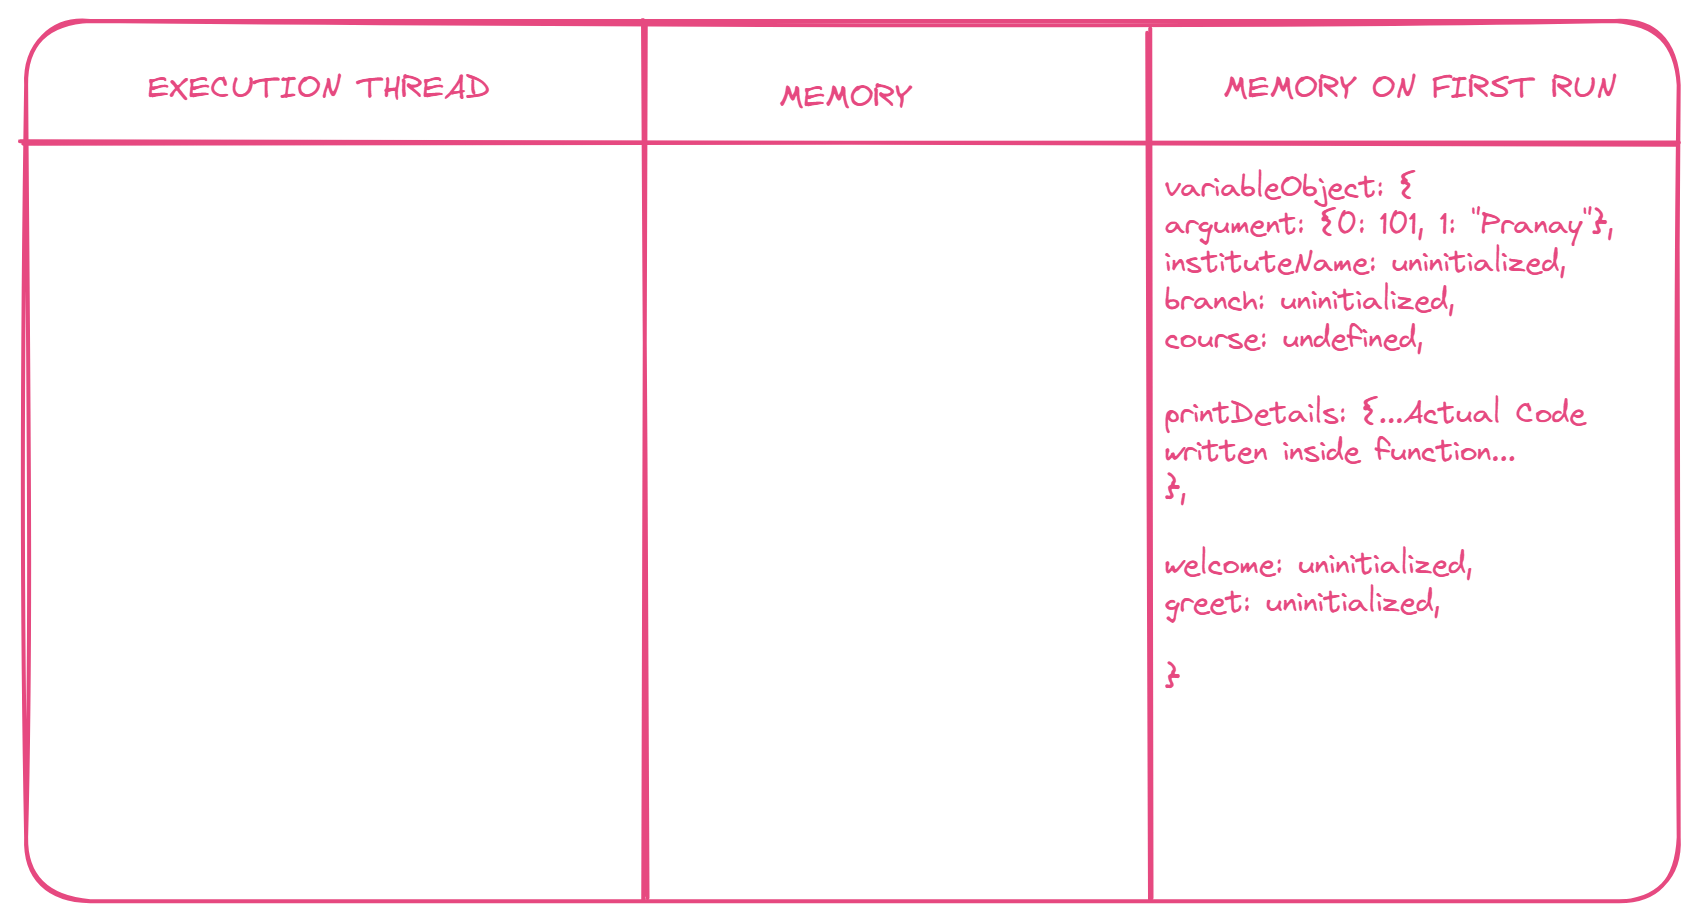 EXECUTION THREAD
MEMORY
MEMORY ON FIRST RUN
variableObject: {
argument: {0: 101, 1: "Pranay"},
instituteName: uninitialized,
branch: uninitialized,
course: undefined,
printDetails: {...Actual Code
written inside function...
},
welcome: uninitialized,
greet: uninitialized,
}